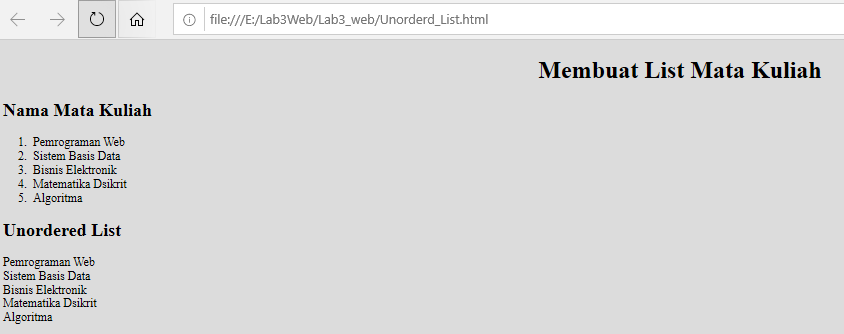 file:///E:/Lab3Web/Lab3_web/Unorderd_List.html
Membuat List Mata Kuliah
Nama Mata Kuliah
1. Pemrograman Web
2. Sistem Basis Data
3. Bisnis Elektronik
4. Matematika Dsikrit
5. Algoritma
Unordered List
Pemrograman Web
Sistem Basis Data
Bisnis Elektronik
Matematika Dsikrit
Algoritma